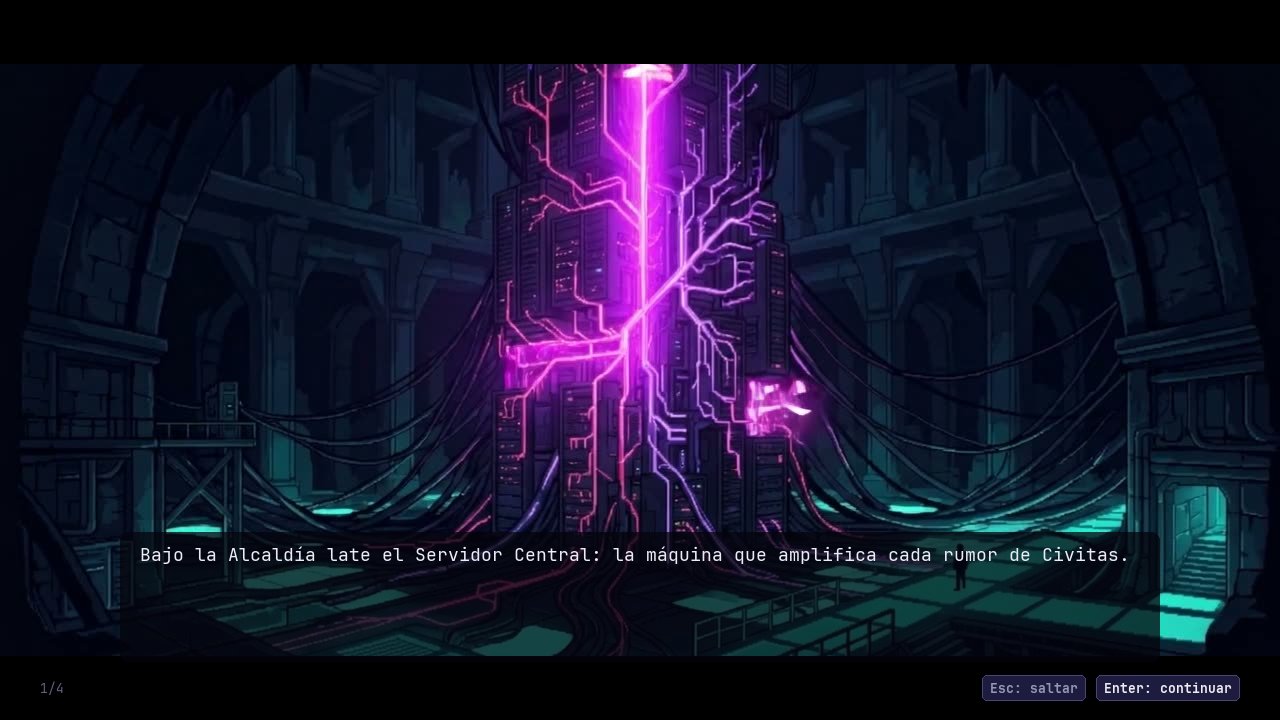 Bajo la Alcaldía late el Servidor Central: la máquina que amplifica cada rumor de Civitas.
1/4
Esc: saltar
Enter: continuar